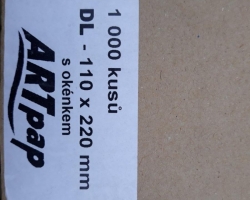 1 000 kusů
DL - 110 x 220 mm
s okénkem
ARTpap